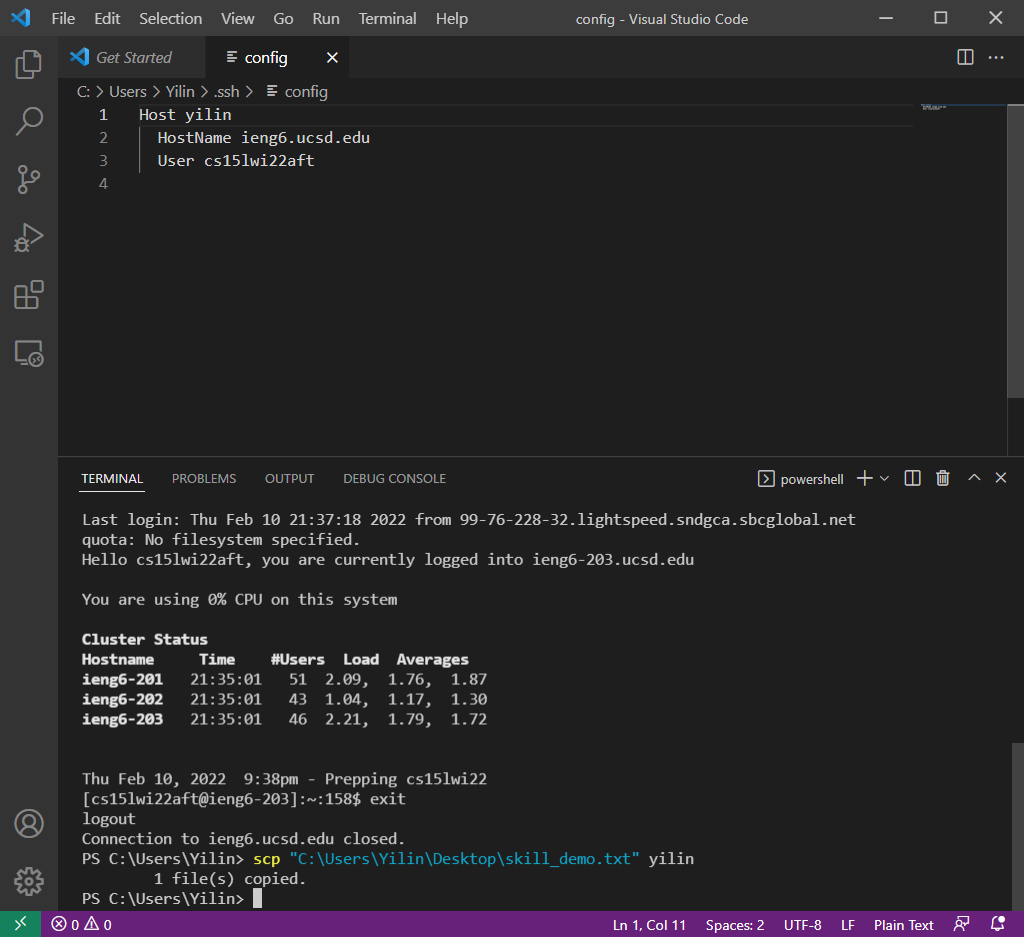 File Edit Selection View Go Run Terminal Help config - Visual Studio Code
Get Started config
C: > Users > Yilin > .ssh > config
1 Host yilin
2 HostName ieng6.ucsd.edu
3 User cs15lwi22aft
4
TERMINAL PROBLEMS OUTPUT DEBUG CONSOLE powershell
Last login: Thu Feb 10 21:37:18 2022 from 99-76-228-32.lightspeed.sndgca.sbcglobal.net
quota: No filesystem specified.
Hello cs15lwi22aft, you are currently logged into ieng6-203.ucsd.edu
You are using 0% CPU on this system
Cluster Status
Hostname Time #Users Load Averages
ieng6-201 21:35:01 51 2.09, 1.76, 1.87
ieng6-202 21:35:01 43 1.04, 1.17, 1.30
ieng6-203 21:35:01 46 2.21, 1.79, 1.72
Thu Feb 10, 2022 9:38pm - Prepping cs15lwi22
[cs15lwi22aft@ieng6-203]:~:158$ exit
logout
Connection to ieng6.ucsd.edu closed.
PS C:\Users\Yilin> scp "C:\Users\Yilin\Desktop\skill_demo.txt" yilin
1 file(s) copied.
PS C:\Users\Yilin>
0 0 Ln 1, Col 11 Spaces: 2 UTF-8 LF Plain Text